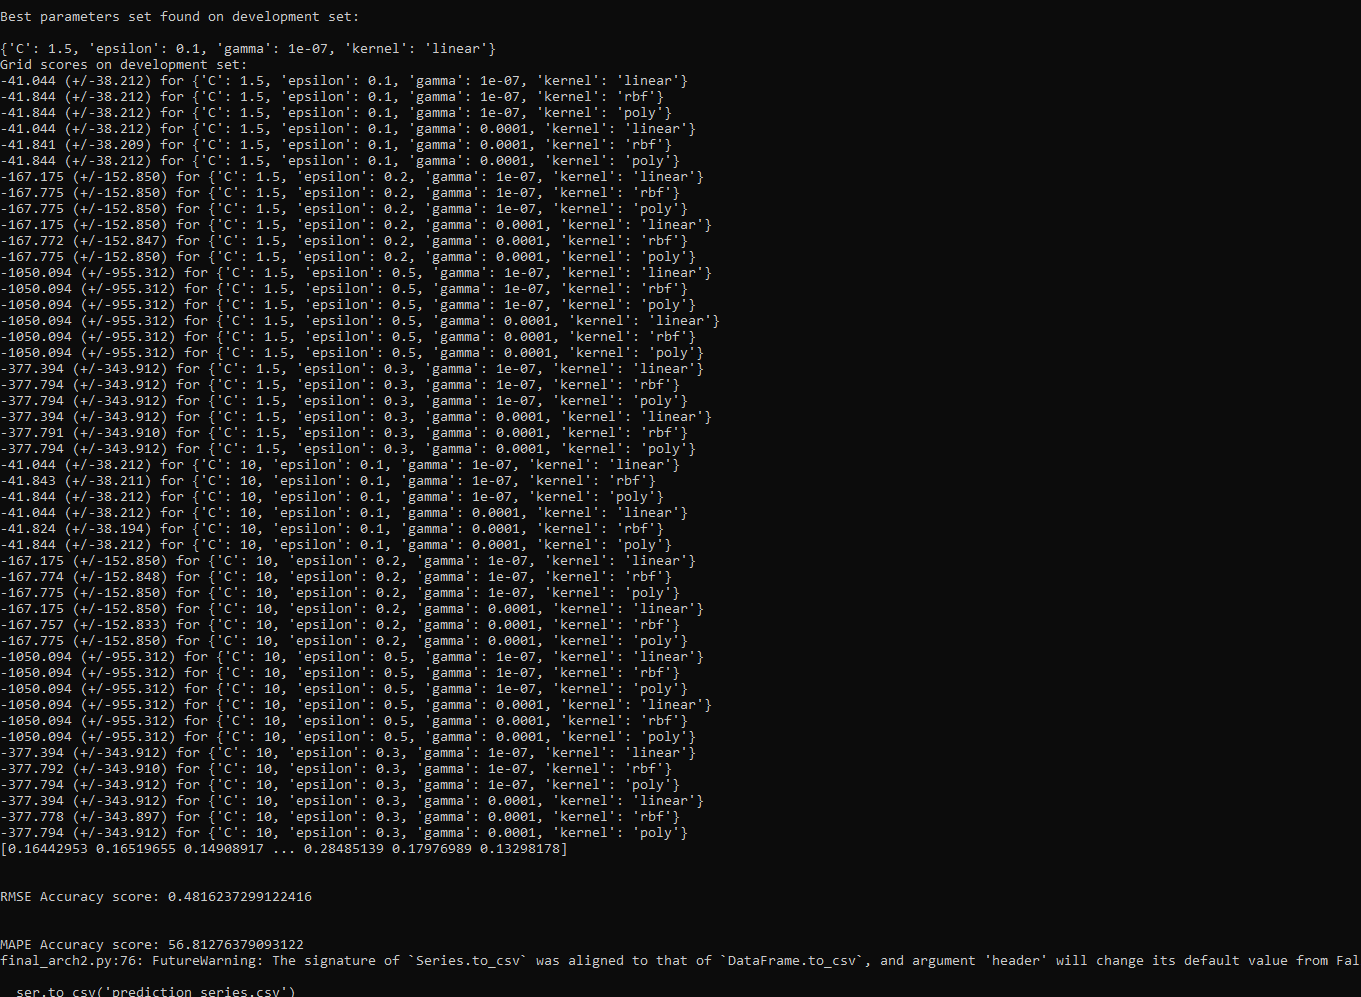 Best parameters set found on development set:
{'C': 1.5, 'epsilon': 0.1, 'gamma': 1e-07, 'kernel': 'linear'}
Grid scores on development set:
-41.044 (+/-38.212) for {'C': 1.5, 'epsilon': 0.1, 'gamma': 1e-07, 'kernel': 'linear'}
-41.844 (+/-38.212) for {'C': 1.5, 'epsilon': 0.1, 'gamma': 1e-07, 'kernel': 'rbf'}
-41.844 (+/-38.212) for {'C': 1.5, 'epsilon': 0.1, 'gamma': 1e-07, 'kernel': 'poly'}
-41.044 (+/-38.212) for {'C': 1.5, 'epsilon': 0.1, 'gamma': 0.0001, 'kernel': 'linear'}
-41.841 (+/-38.209) for {'C': 1.5, 'epsilon': 0.1, 'gamma': 0.0001, 'kernel': 'rbf'}
-41.844 (+/-38.212) for {'C': 1.5, 'epsilon': 0.1, 'gamma': 0.0001, 'kernel': 'poly'}
-167.175 (+/-152.850) for {'C': 1.5, 'epsilon': 0.2, 'gamma': 1e-07, 'kernel': 'linear'}
-167.775 (+/-152.850) for {'C': 1.5, 'epsilon': 0.2, 'gamma': 1e-07, 'kernel': 'rbf'}
-167.775 (+/-152.850) for {'C': 1.5, 'epsilon': 0.2, 'gamma': 1e-07, 'kernel': 'poly'}
-167.175 (+/-152.850) for {'C': 1.5, 'epsilon': 0.2, 'gamma': 0.0001, 'kernel': 'linear'}
-167.772 (+/-152.847) for {'C': 1.5, 'epsilon': 0.2, 'gamma': 0.0001, 'kernel': 'rbf'}
-167.775 (+/-152.850) for {'C': 1.5, 'epsilon': 0.2, 'gamma': 0.0001, 'kernel': 'poly'}
-1050.094 (+/-955.312) for {'C': 1.5, 'epsilon': 0.5, 'gamma': 1e-07, 'kernel': 'linear'}
-1050.094 (+/-955.312) for {'C': 1.5, 'epsilon': 0.5, 'gamma': 1e-07, 'kernel': 'rbf'}
-1050.094 (+/-955.312) for {'C': 1.5, 'epsilon': 0.5, 'gamma': 1e-07, 'kernel': 'poly'}
-1050.094 (+/-955.312) for {'C': 1.5, 'epsilon': 0.5, 'gamma': 0.0001, 'kernel': 'linear'}
-1050.094 (+/-955.312) for {'C': 1.5, 'epsilon': 0.5, 'gamma': 0.0001, 'kernel': 'rbf'}
-1050.094 (+/-955.312) for {'C': 1.5, 'epsilon': 0.5, 'gamma': 0.0001, 'kernel': 'poly'}
-377.394 (+/-343.912) for {'C': 1.5, 'epsilon': 0.3, 'gamma': 1e-07, 'kernel': 'linear'}
-377.794 (+/-343.912) for {'C': 1.5, 'epsilon': 0.3, 'gamma': 1e-07, 'kernel': 'rbf'}
-377.794 (+/-343.912) for {'C': 1.5, 'epsilon': 0.3, 'gamma': 1e-07, 'kernel': 'poly'}
-377.394 (+/-343.912) for {'C': 1.5, 'epsilon': 0.3, 'gamma': 0.0001, 'kernel': 'linear'}
-377.791 (+/-343.910) for {'C': 1.5, 'epsilon': 0.3, 'gamma': 0.0001, 'kernel': 'rbf'}
-377.794 (+/-343.912) for {'C': 1.5, 'epsilon': 0.3, 'gamma': 0.0001, 'kernel': 'poly'}
-41.044 (+/-38.212) for {'C': 10, 'epsilon': 0.1, 'gamma': 1e-07, 'kernel': 'linear'}
-41.843 (+/-38.211) for {'C': 10, 'epsilon': 0.1, 'gamma': 1e-07, 'kernel': 'rbf'}
-41.844 (+/-38.212) for {'C': 10, 'epsilon': 0.1, 'gamma': 1e-07, 'kernel': 'poly'}
-41.044 (+/-38.212) for {'C': 10, 'epsilon': 0.1, 'gamma': 0.0001, 'kernel': 'linear'}
-41.824 (+/-38.194) for {'C': 10, 'epsilon': 0.1, 'gamma': 0.0001, 'kernel': 'rbf'}
-41.844 (+/-38.212) for {'C': 10, 'epsilon': 0.1, 'gamma': 0.0001, 'kernel': 'poly'}
-167.175 (+/-152.850) for {'C': 10, 'epsilon': 0.2, 'gamma': 1e-07, 'kernel': 'linear'}
-167.774 (+/-152.848) for {'C': 10, 'epsilon': 0.2, 'gamma': 1e-07, 'kernel': 'rbf'}
-167.775 (+/-152.850) for {'C': 10, 'epsilon': 0.2, 'gamma': 1e-07, 'kernel': 'poly'}
-167.175 (+/-152.850) for {'C': 10, 'epsilon': 0.2, 'gamma': 0.0001, 'kernel': 'linear'}
-167.757 (+/-152.833) for {'C': 10, 'epsilon': 0.2, 'gamma': 0.0001, 'kernel': 'rbf'}
-167.775 (+/-152.850) for {'C': 10, 'epsilon': 0.2, 'gamma': 0.0001, 'kernel': 'poly'}
-1050.094 (+/-955.312) for {'C': 10, 'epsilon': 0.5, 'gamma': 1e-07, 'kernel': 'linear'}
-1050.094 (+/-955.312) for {'C': 10, 'epsilon': 0.5, 'gamma': 1e-07, 'kernel': 'rbf'}
-1050.094 (+/-955.312) for {'C': 10, 'epsilon': 0.5, 'gamma': 1e-07, 'kernel': 'poly'}
-1050.094 (+/-955.312) for {'C': 10, 'epsilon': 0.5, 'gamma': 0.0001, 'kernel': 'linear'}
-1050.094 (+/-955.312) for {'C': 10, 'epsilon': 0.5, 'gamma': 0.0001, 'kernel': 'rbf'}
-1050.094 (+/-955.312) for {'C': 10, 'epsilon': 0.5, 'gamma': 0.0001, 'kernel': 'poly'}
-377.394 (+/-343.912) for {'C': 10, 'epsilon': 0.3, 'gamma': 1e-07, 'kernel': 'linear'}
-377.792 (+/-343.910) for {'C': 10, 'epsilon': 0.3, 'gamma': 1e-07, 'kernel': 'rbf'}
-377.794 (+/-343.912) for {'C': 10, 'epsilon': 0.3, 'gamma': 1e-07, 'kernel': 'poly'}
-377.394 (+/-343.912) for {'C': 10, 'epsilon': 0.3, 'gamma': 0.0001, 'kernel': 'linear'}
-377.778 (+/-343.897) for {'C': 10, 'epsilon': 0.3, 'gamma': 0.0001, 'kernel': 'rbf'}
-377.794 (+/-343.912) for {'C': 10, 'epsilon': 0.3, 'gamma': 0.0001, 'kernel': 'poly'}
[0.16442953 0.16519655 0.14908917 ... 0.28485139 0.17976989 0.13298178]
RMSE Accuracy score: 0.4816237299122416
MAPE Accuracy score: 56.81276379093122
final_arch2.py:76: FutureWarning: The signature of `Series.to_csv` was aligned to that of `DataFrame.to_csv`, and argument 'header' will change its default value from Fal
ser.to_csv('prediction_series.csv')